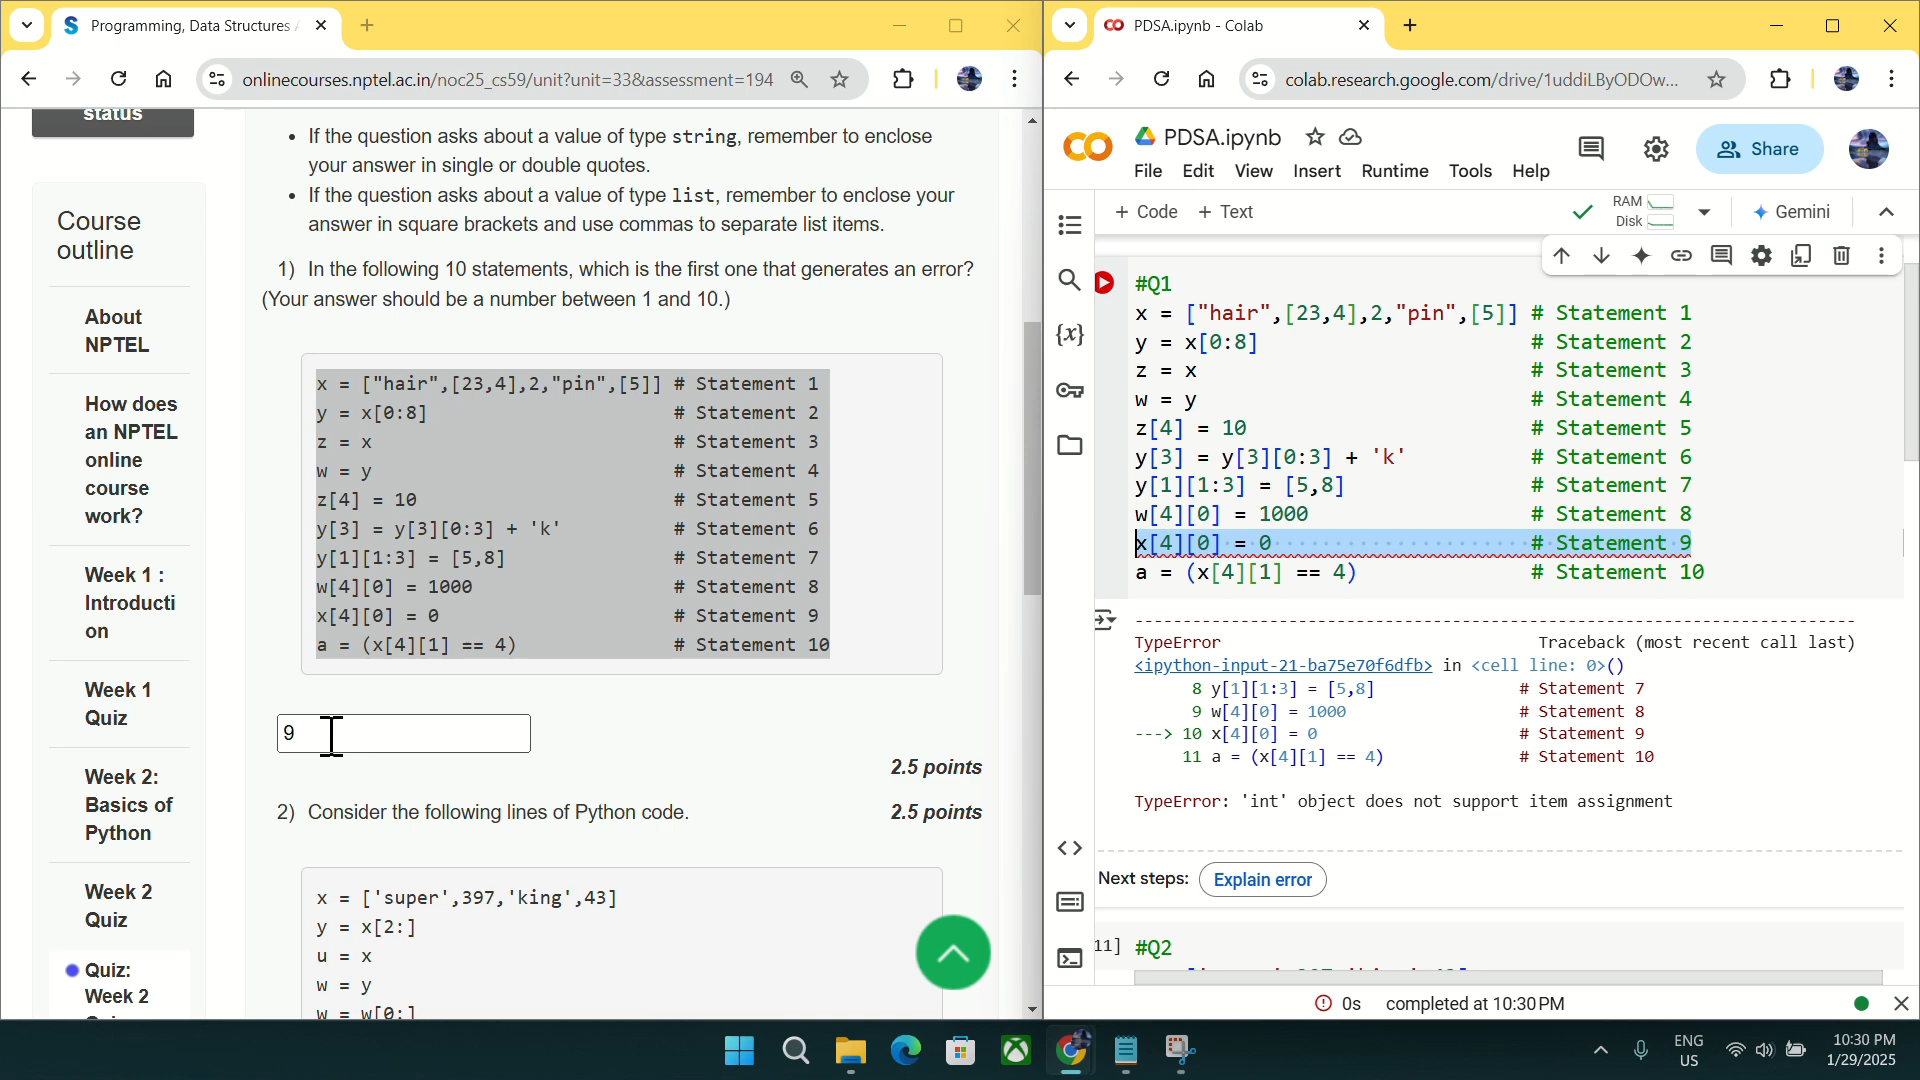 Programming, Data Structures A
onlinecourses.nptel.ac.in/noc25_cs59/unit?unit=33&assessment=194
status
Course
outline
About
NPTEL
How does
an NPTEL
online
course
work?
Week 1 :
Introducti
on
Week 1
Quiz
Week 2:
Basics of
Python
Week 2
Quiz
Quiz:
Week 2
If the question asks about a value of type string, remember to enclose
your answer in single or double quotes.
If the question asks about a value of type list, remember to enclose your
answer in square brackets and use commas to separate list items.
1) In the following 10 statements, which is the first one that generates an error?
(Your answer should be a number between 1 and 10.)
x = ["hair",[23,4],2,"pin",[5]] # Statement 1
y = x[0:8] # Statement 2
z = x # Statement 3
w = y # Statement 4
z[4] = 10 # Statement 5
y[3] = y[3][0:3] + 'k' # Statement 6
y[1][1:3] = [5,8] # Statement 7
w[4][0] = 1000 # Statement 8
x[4][0] = 0 # Statement 9
a = (x[4][1] == 4) # Statement 10
9
2.5 points
2) Consider the following lines of Python code. 2.5 points
x = ['super',397,'king',43]
y = x[2:]
u = x
w = y
w = w[0:]
PDSA.ipynb - Colab
colab.research.google.com/drive/1uddiLByODOw...
CO
PDSA.ipynb
File Edit View Insert Runtime Tools Help
Share
+ Code + Text
RAM
Disk
Gemini
{x}
#Q1
x = ["hair",[23,4],2,"pin",[5]] # Statement 1
y = x[0:8] # Statement 2
z = x # Statement 3
w = y # Statement 4
z[4] = 10 # Statement 5
y[3] = y[3][0:3] + 'k' # Statement 6
y[1][1:3] = [5,8] # Statement 7
w[4][0] = 1000 # Statement 8
x[4][0] = 0 # Statement 9
a = (x[4][1] == 4) # Statement 10
---------------------------------------------------------------------------
TypeError Traceback (most recent call last)
<ipython-input-21-ba75e70f6dfb> in <cell line: 0>()
8 y[1][1:3] = [5,8] # Statement 7
9 w[4][0] = 1000 # Statement 8
---> 10 x[4][0] = 0 # Statement 9
11 a = (x[4][1] == 4) # Statement 10
TypeError: 'int' object does not support item assignment
Next steps: Explain error
11] #Q2
0s completed at 10:30 PM
ENG
US
10:30 PM
1/29/2025